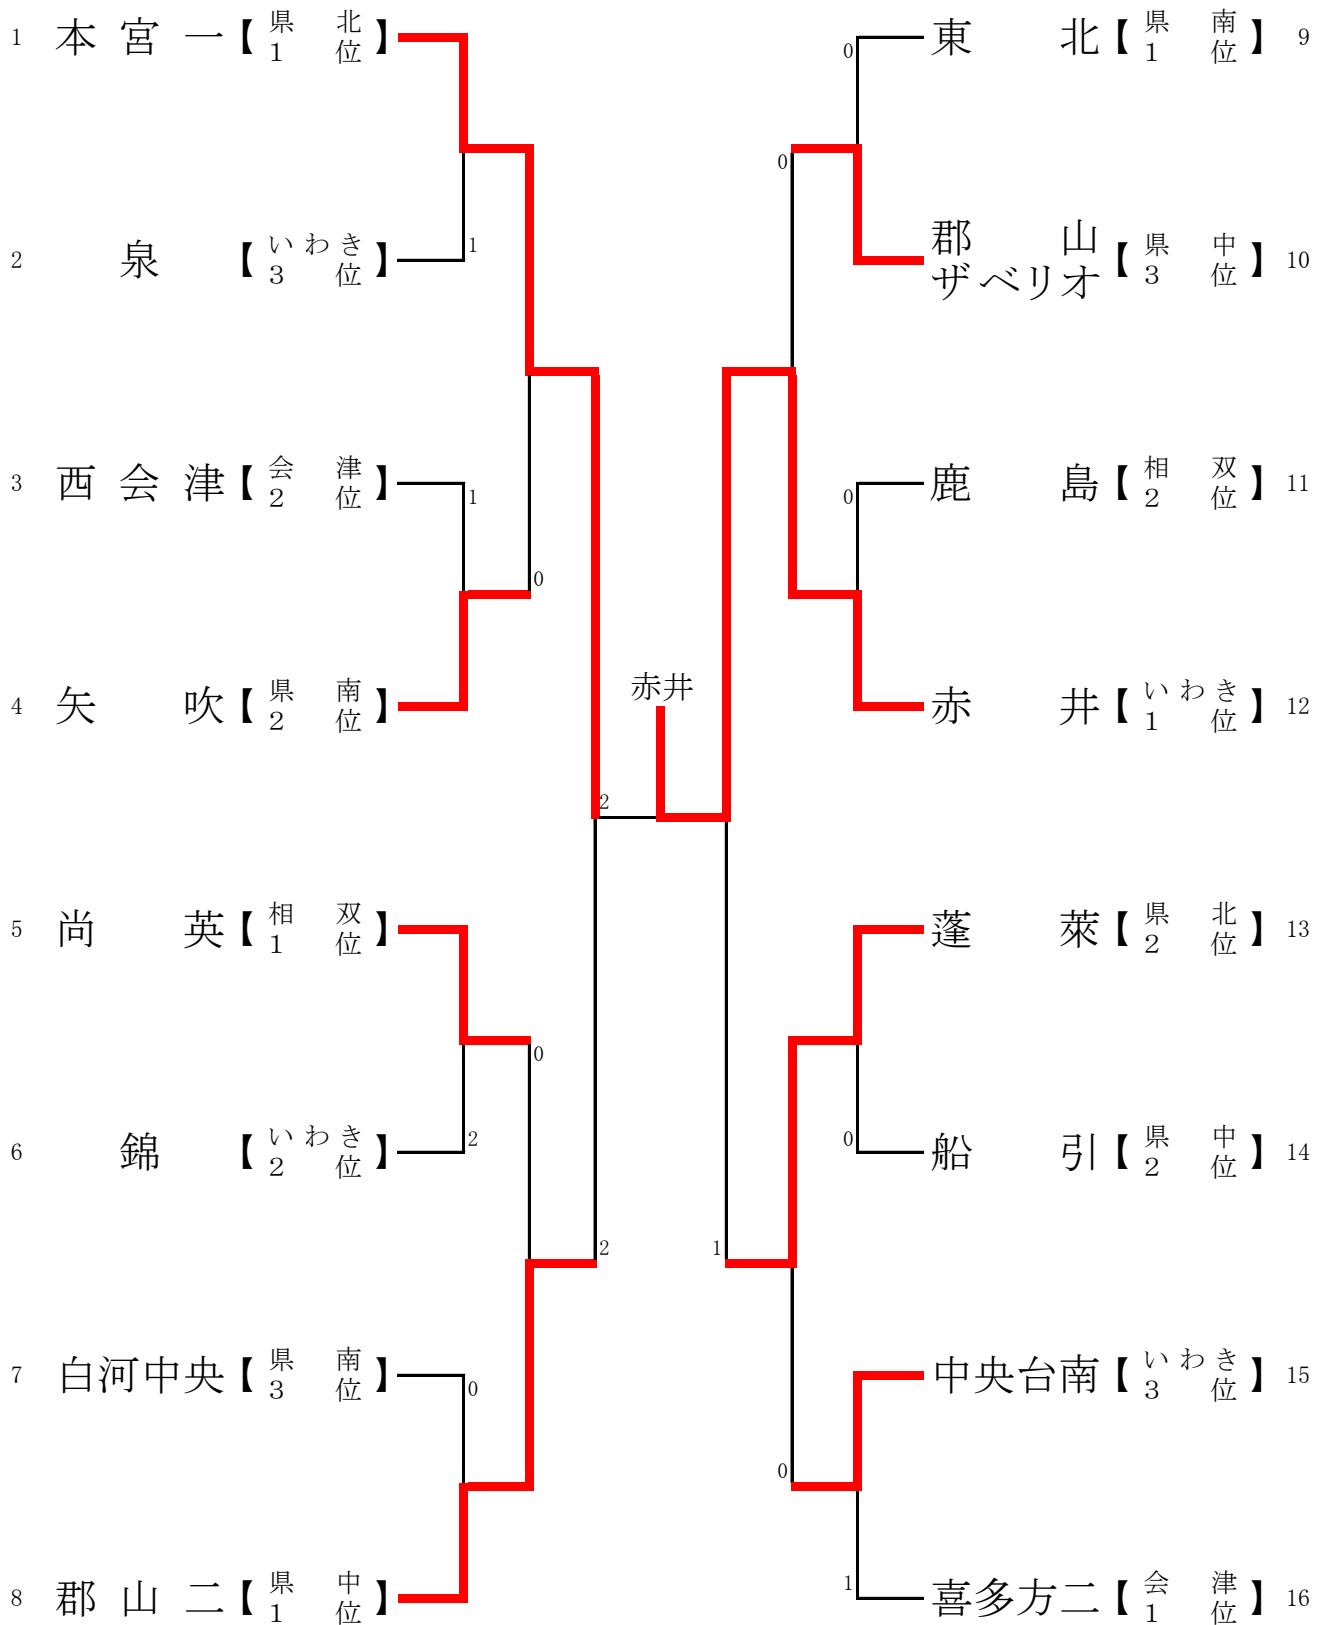 1 本宮一【県北1位】
2 泉【いわき3位】
1
3 西会津【会津2位】
1
0
4 矢吹【県南2位】
赤井
2
5 尚英【相双1位】
0
6 錦【いわき2位】
2
2
7 白河中央【県南3位】
0
8 郡山二【県中1位】
東北【県南1位】 9
0
0
郡山
ザベリオ【県中3位】 10
鹿島【相双2位】 11
0
赤井【いわき1位】 12
蓬萊【県北2位】 13
船引【県中2位】 14
0
1
中央台南【いわき3位】 15
0
喜多方二【会津1位】 16
1